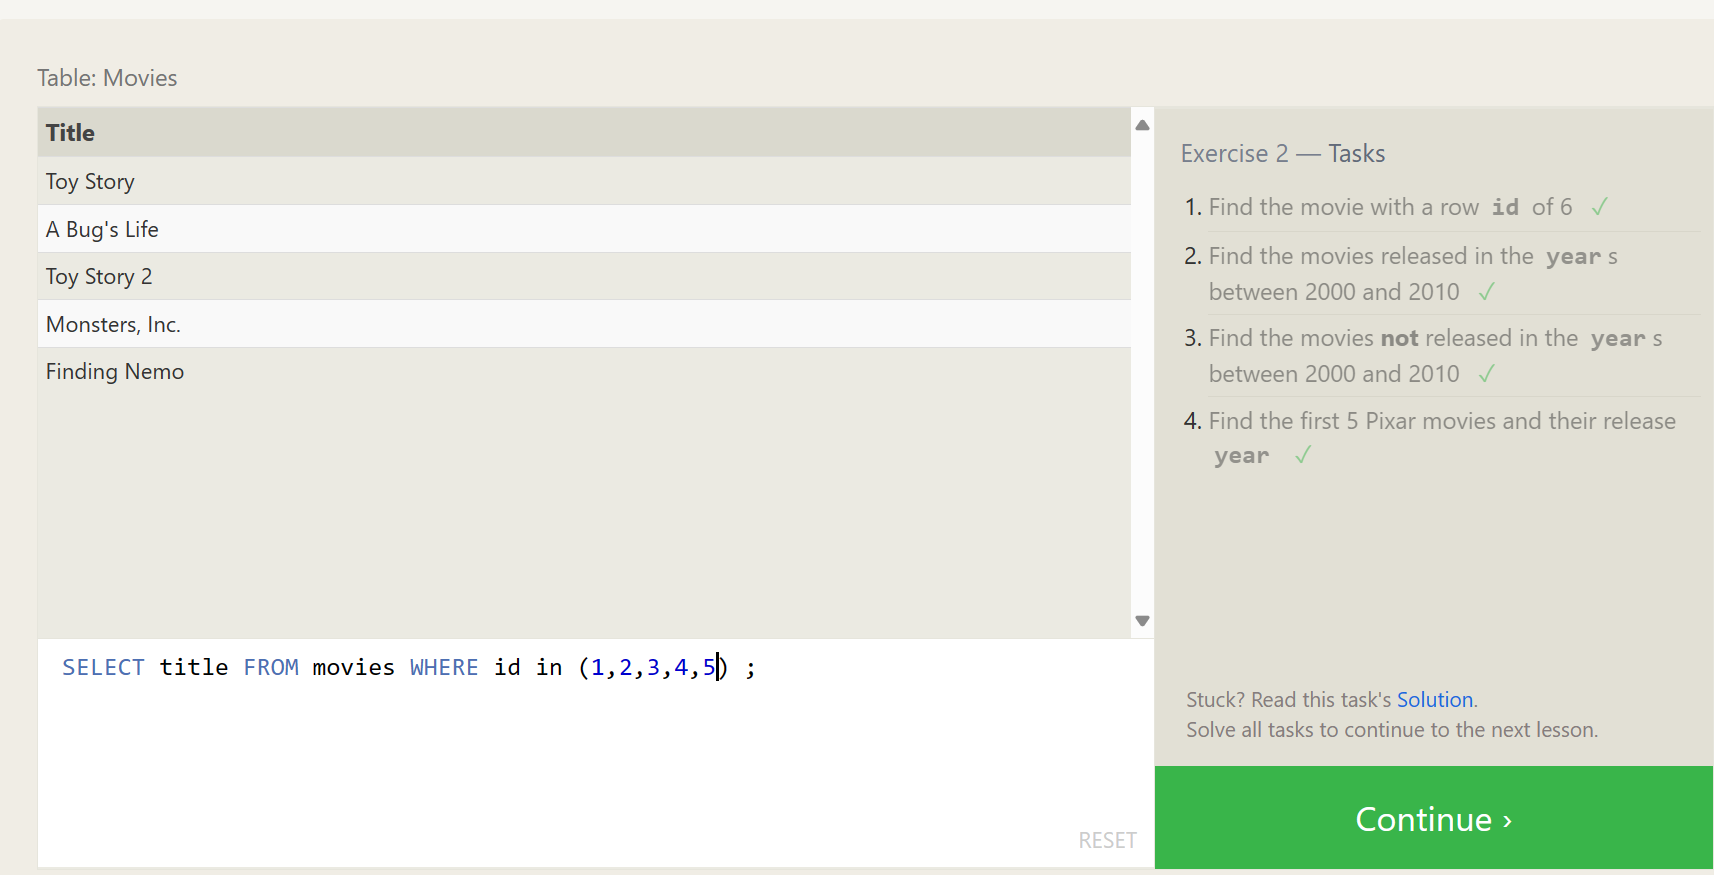 Table: Movies
Title
Toy Story
A Bug's Life
Toy Story 2
Monsters, Inc.
Finding Nemo
SELECT title FROM movies WHERE id in (1,2,3,4,5) ;
RESET
Exercise 2 — Tasks
1. Find the movie with a row id of 6 ✓
2. Find the movies released in the year s
between 2000 and 2010 ✓
3. Find the movies not released in the year s
between 2000 and 2010 ✓
4. Find the first 5 Pixar movies and their release
year ✓
Stuck? Read this task's Solution.
Solve all tasks to continue to the next lesson.
Continue ›